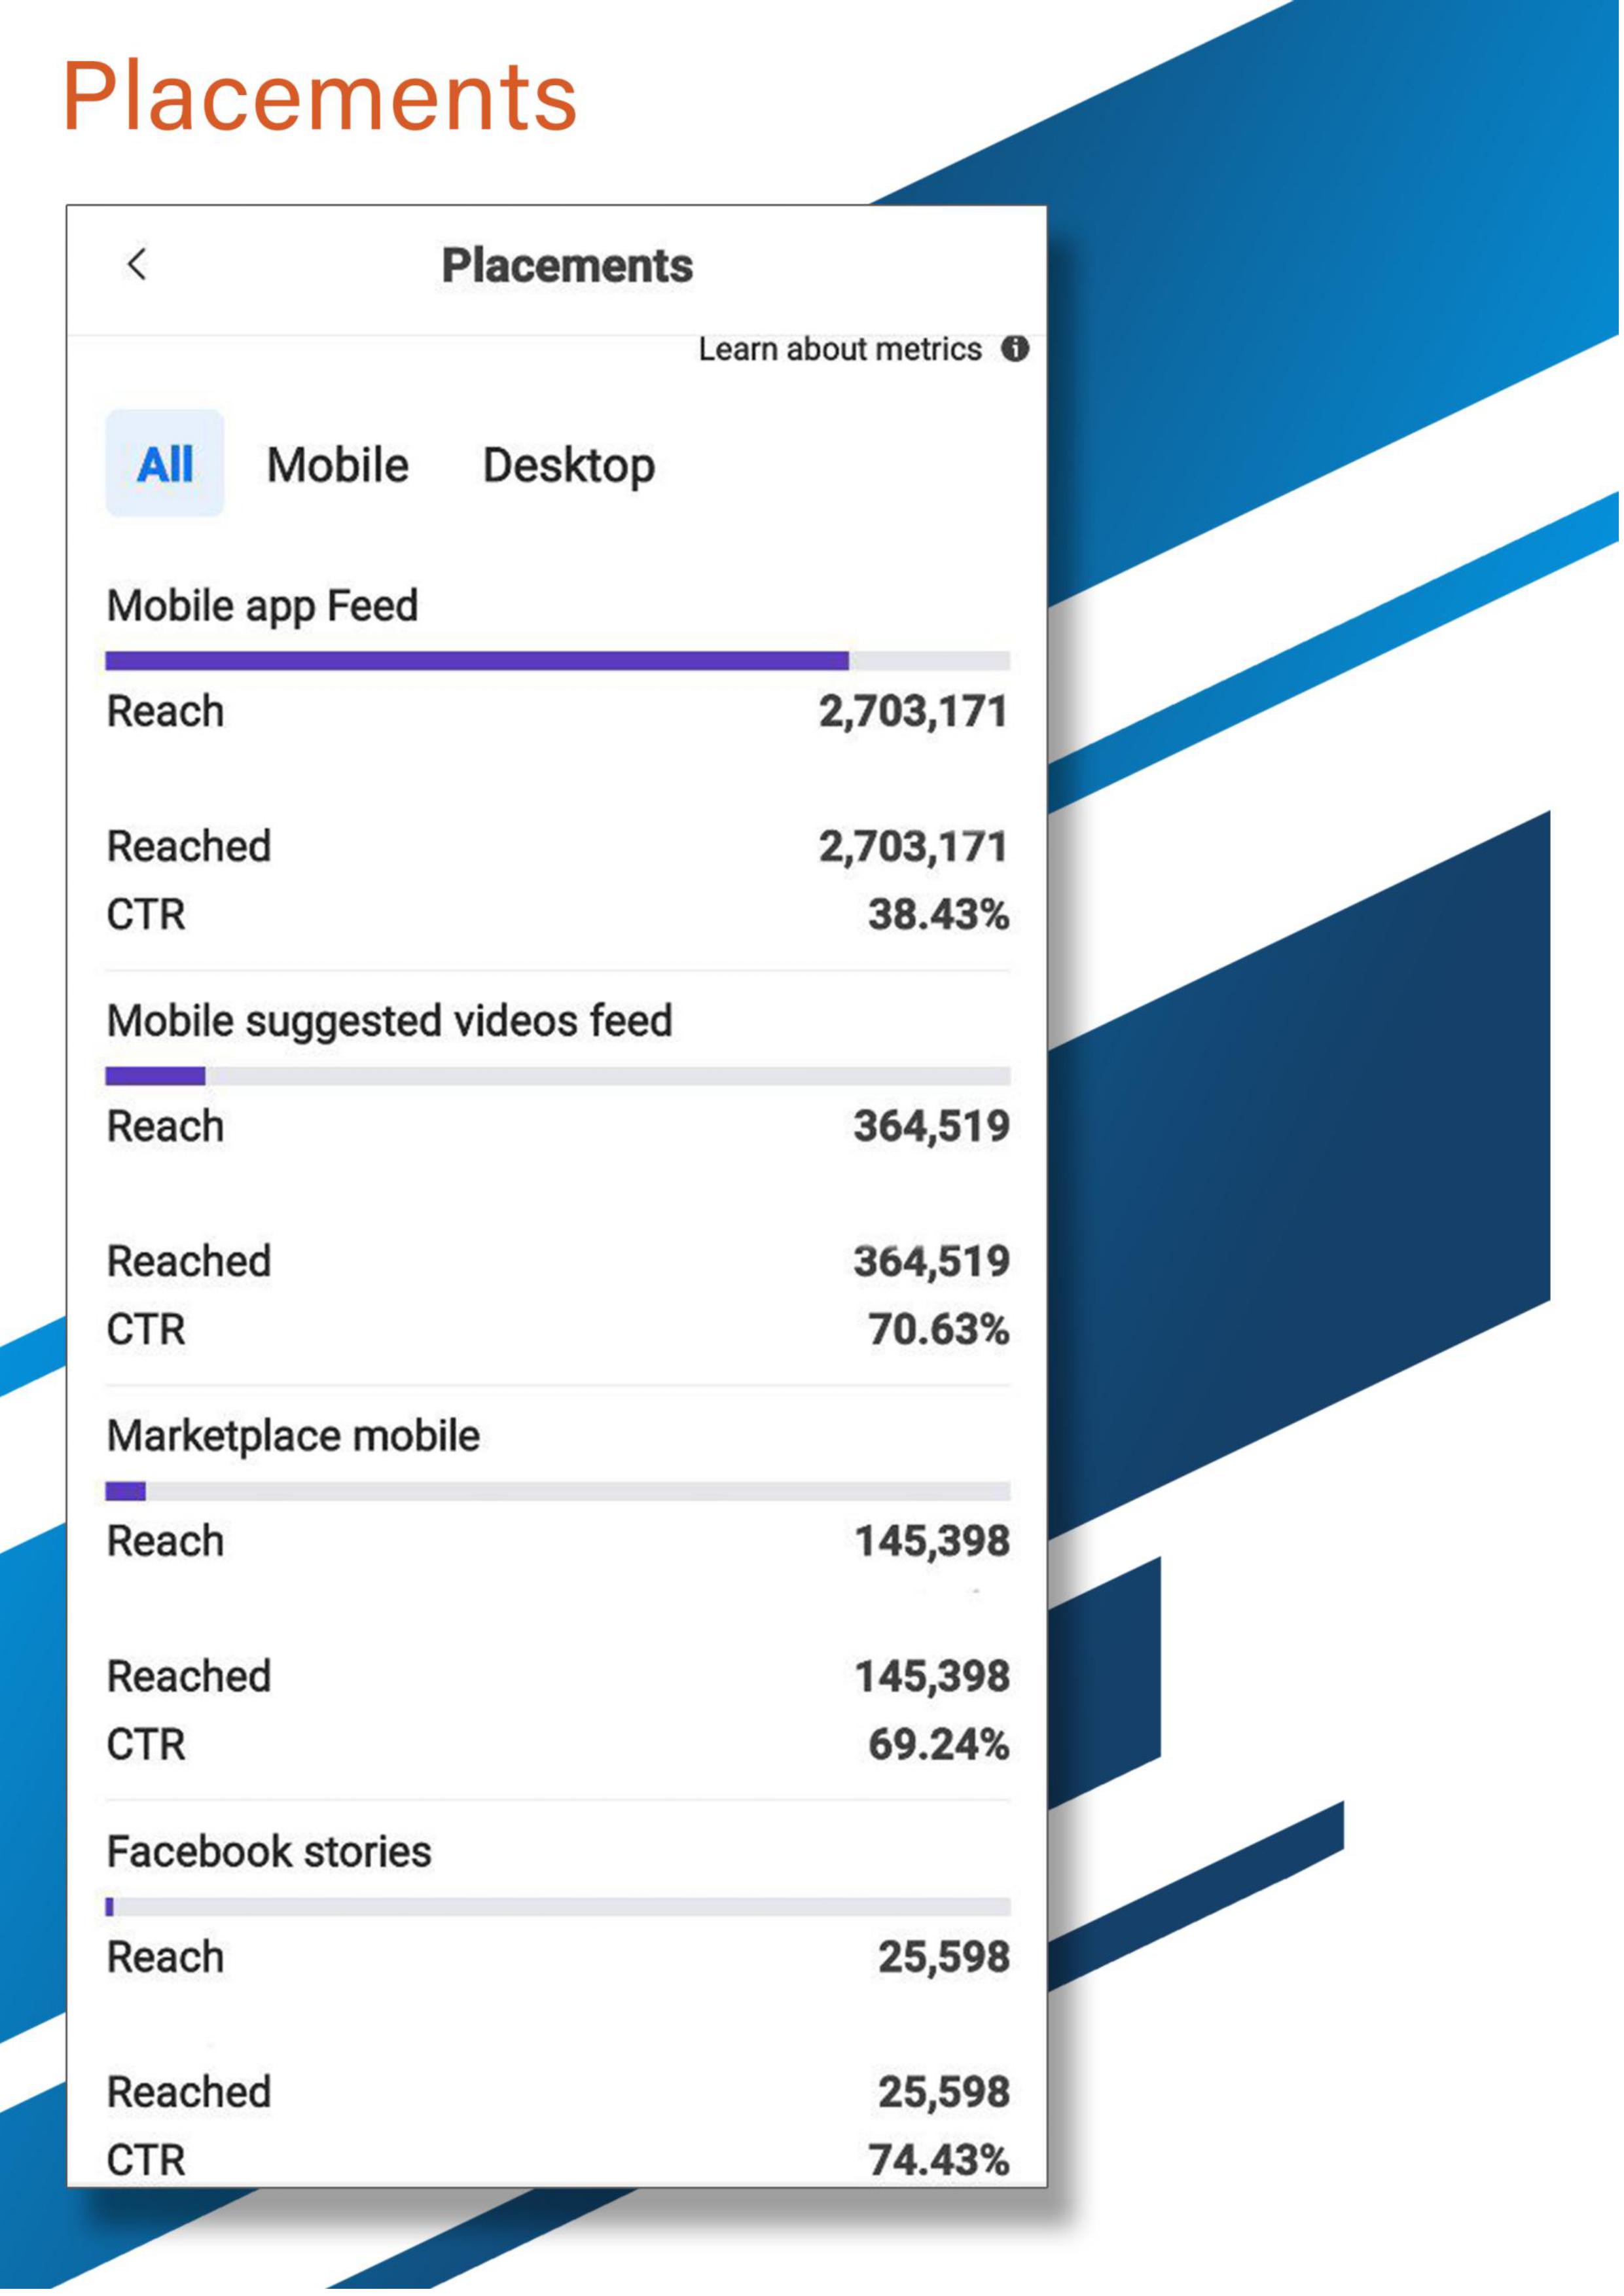 Placements
Placements
Learn about metrics
All Mobile Desktop
Mobile app Feed
Reach 2,703,171
Reached 2,703,171
CTR 38.43%
Mobile suggested videos feed
Reach 364,519
Reached 364,519
CTR 70.63%
Marketplace mobile
Reach 145,398
Reached 145,398
CTR 69.24%
Facebook stories
Reach 25,598
Reached 25,598
CTR 74.43%